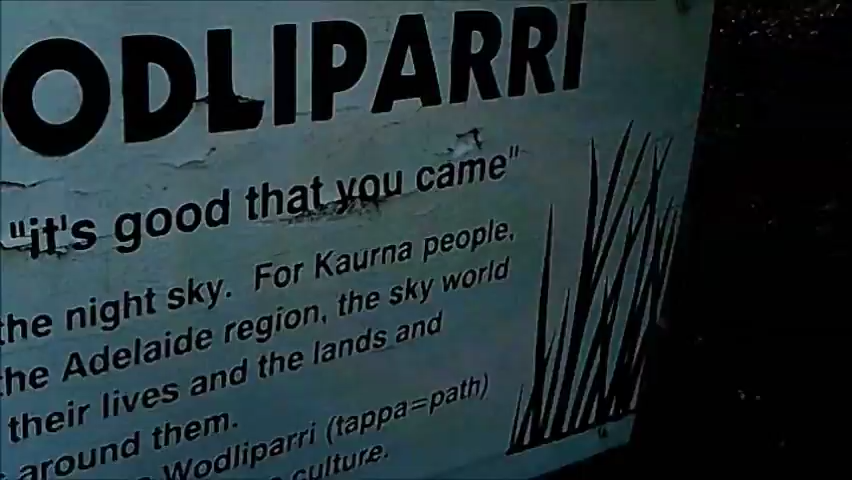 ODLIPARRI
"it's good that you came"
the night sky. For Kaurna people,
the Adelaide region, the sky world
their lives and the lands and
around them.
Wodliparri (tappa=path)
culture.